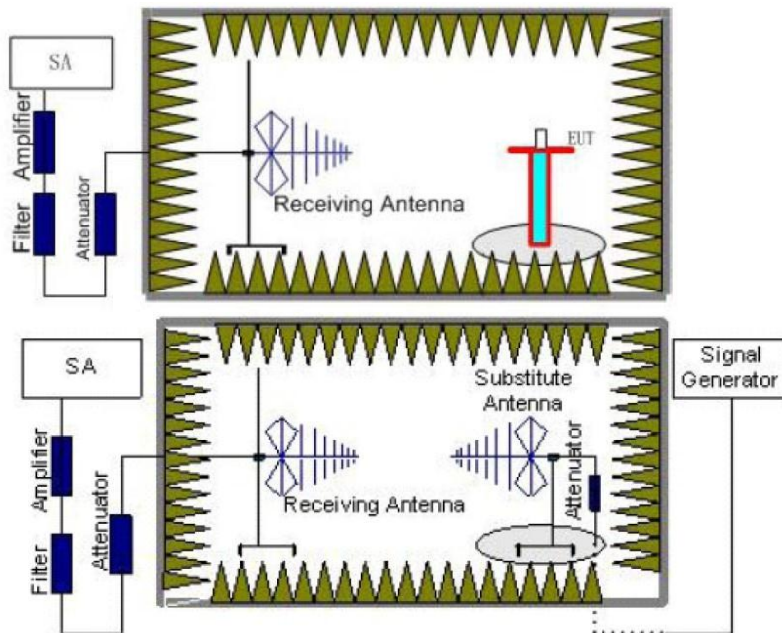 SA
Amplifier
Filter
Attenuator
Receiving Antenna
EUT
SA
Amplifier
Filter
Attenuator
Receiving Antenna
Substitute
Antenna
Attenuator
Signal
Generator